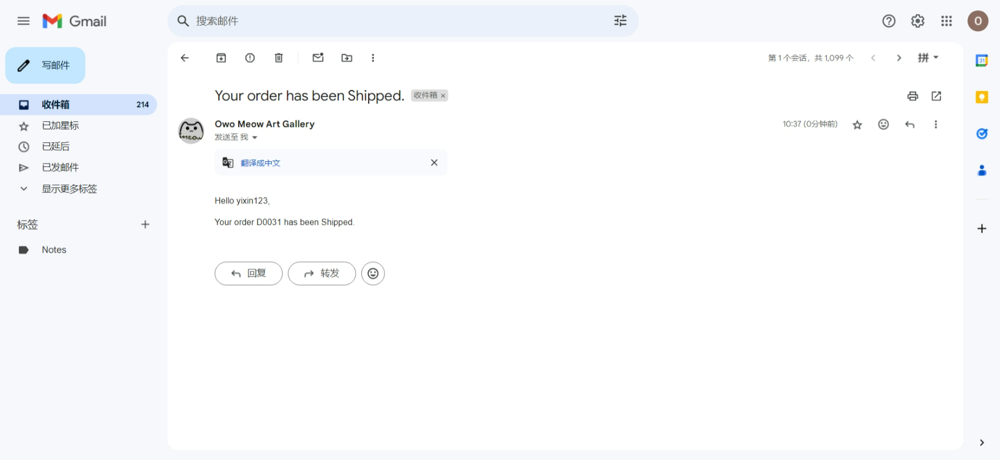 Gmail
搜索邮件
O
写邮件
收件箱 214
已加星标
已延后
已发邮件
显示更多标签
标签
Notes
第 1 个会话，共 1,099 个
拼
31
Your order has been Shipped. 收件箱 ×
meow
Owo Meow Art Gallery
10:37 (0分钟前)
发送至 我
翻译成中文
Hello yixin123,
Your order D0031 has been Shipped.
回复
转发